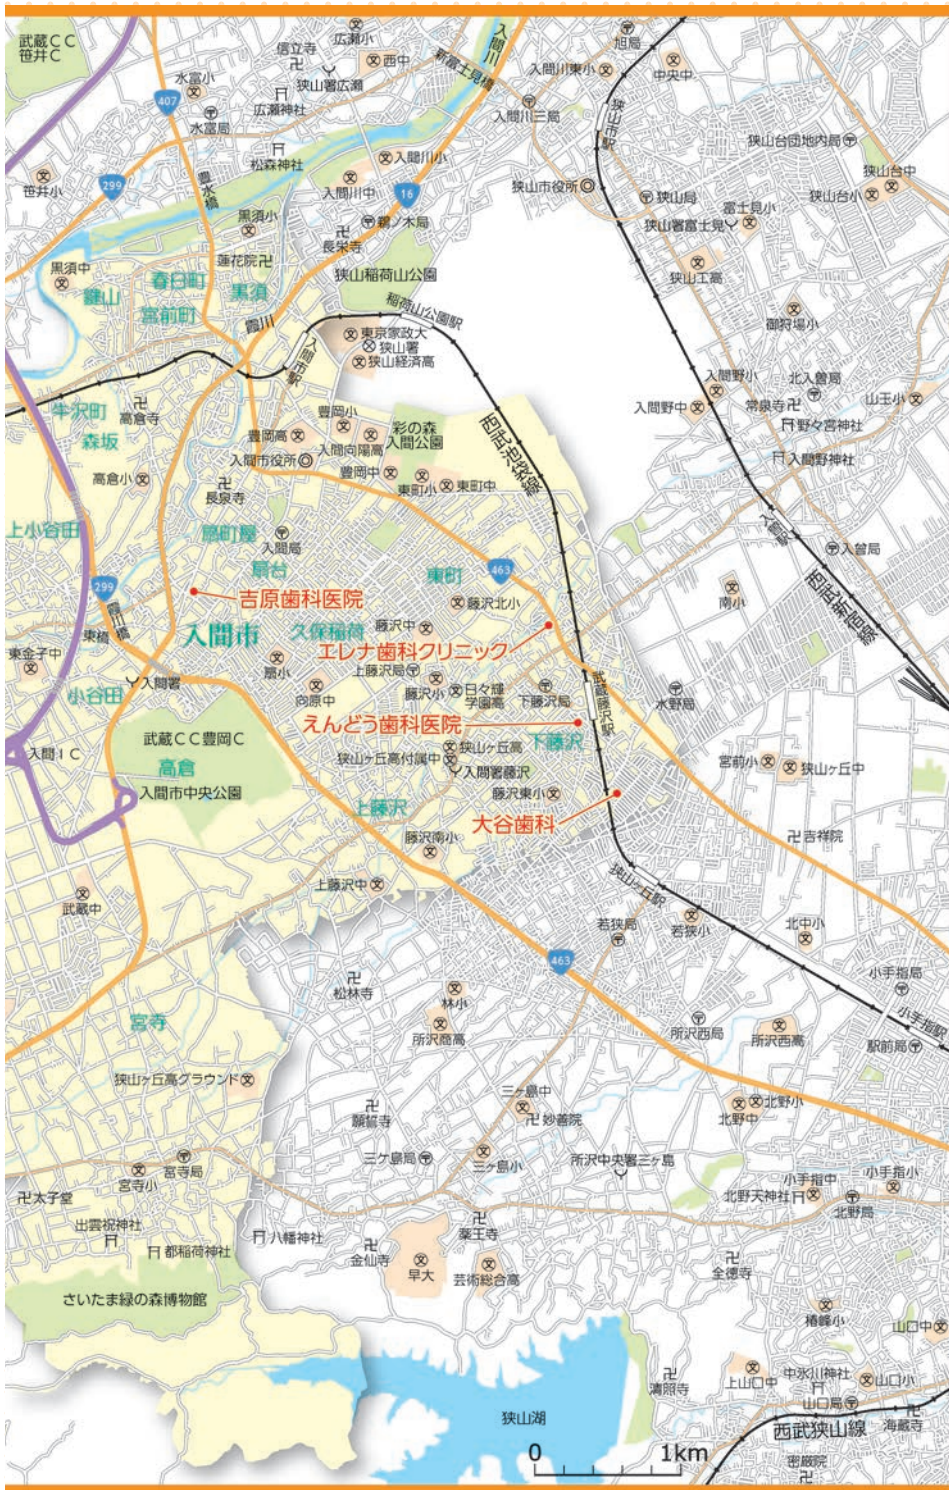 武蔵CC
笹井C
広瀬小
信立寺
西中
狭山署広瀬
水富小
407
水富局
広瀬神社
入間川
新富士見橋
旭局
入間川東小
中央中
入間川三局
狭山市駅
狭山台団地内局
松森神社
入間川小
笹井小
299
豊水橋
入間川中
16
狭山市役所
狭山局
狭山台中
狭山台小
富士見小
狭山署富士見
黒須小
鵜ノ木局
長栄寺
蓮花院
狭山稲荷山公園
狭山工高
黒須中
鍵山
春日町
宮前町
黒須
霞川
稲荷山公園駅
御狩場小
東京家政大
狭山署
狭山経済高
入間市駅
入間野小
北入曽局
入間野中
常泉寺
山王小
牛沢町
高倉寺
森坂
豊岡小
彩の森
入間公園
野々宮神社
豊岡高
入間向陽高
入間市役所
西武池袋線
入間野神社
高倉小
豊岡中
東町小
東町中
長泉寺
上小谷田
扇町屋
入間局
扇台
入曽駅
入曽局
東町
463
西武新宿線
299
霞川橋
吉原歯科医院
藤沢北小
南小
入間市
久保稲荷
藤沢中
東橋
エレナ歯科クリニック
東金子中
扇小
上藤沢局
武蔵藤沢駅
小谷田
入間署
向原中
藤沢小
日々輝
学園高
下藤沢局
水野局
えんどう歯科医院
武蔵CC豊岡C
狭山ヶ丘高
下藤沢
入間IC
高倉
狭山ヶ丘高付属中
入間署藤沢
宮前小
狭山ヶ丘中
入間市中央公園
上藤沢
藤沢東小
大谷歯科
藤沢南小
吉祥院
上藤沢中
狭山ヶ丘駅
武蔵中
若狭局
若狭小
北中小
463
小手指局
松林寺
林小
小手指駅
宮寺
所沢商高
所沢西局
所沢西高
駅前局
狭山ヶ丘高グラウンド
三ヶ島中
北野小
北野中
願誓寺
妙善院
宮寺局
三ケ島局
三ケ島小
所沢中央署三ヶ島
宮寺小
小手指中
小手指小
太子堂
北野天神社
北野局
出雲祝神社
都稲荷神社
八幡神社
薬王寺
金仙寺
早大
芸術総合高
全徳寺
さいたま緑の森博物館
椿峰小
山口中
狭山湖
清照寺
上山口中
中氷川神社
山口小
山口局
海蔵寺
西武狭山線
0
1km
密厳院